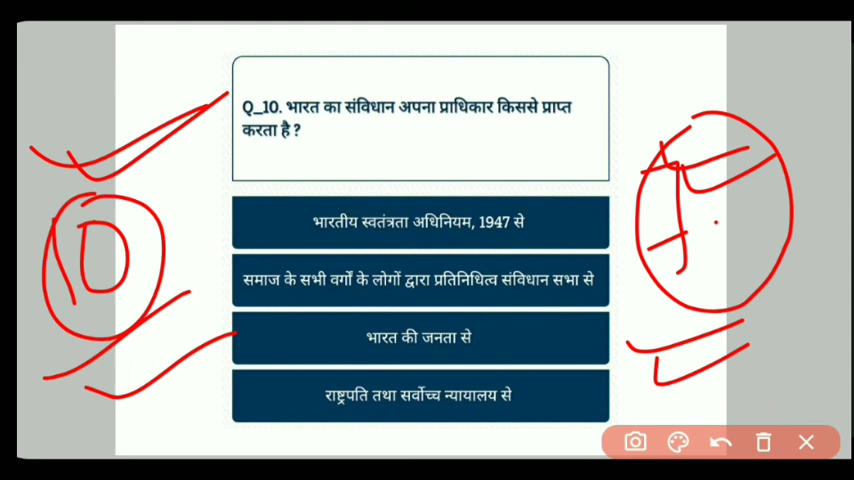 Q_10. भारत का संविधान अपना प्राधिकार किससे प्राप्त
करता है ?
भारतीय स्वतंत्रता अधिनियम, 1947 से
समाज के सभी वर्गों के लोगों द्वारा प्रतिनिधित्व संविधान सभा से
भारत की जनता से
राष्ट्रपति तथा सर्वोच्च न्यायालय से
10